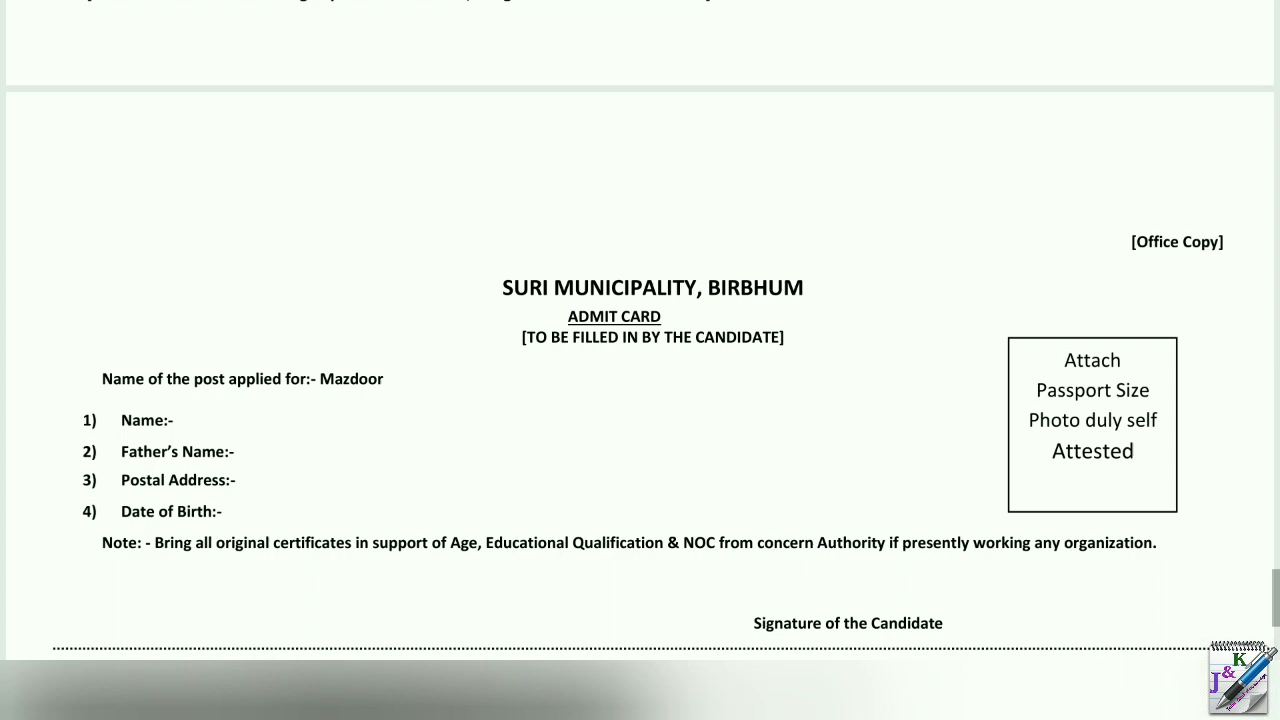 [Office Copy]
SURI MUNICIPALITY, BIRBHUM
ADMIT CARD
[TO BE FILLED IN BY THE CANDIDATE]
Attach
Passport Size
Photo duly self
Attested
Name of the post applied for:- Mazdoor
1) Name:-
2) Father’s Name:-
3) Postal Address:-
4) Date of Birth:-
Note: - Bring all original certificates in support of Age, Educational Qualification & NOC from concern Authority if presently working any organization.
Signature of the Candidate
J&K